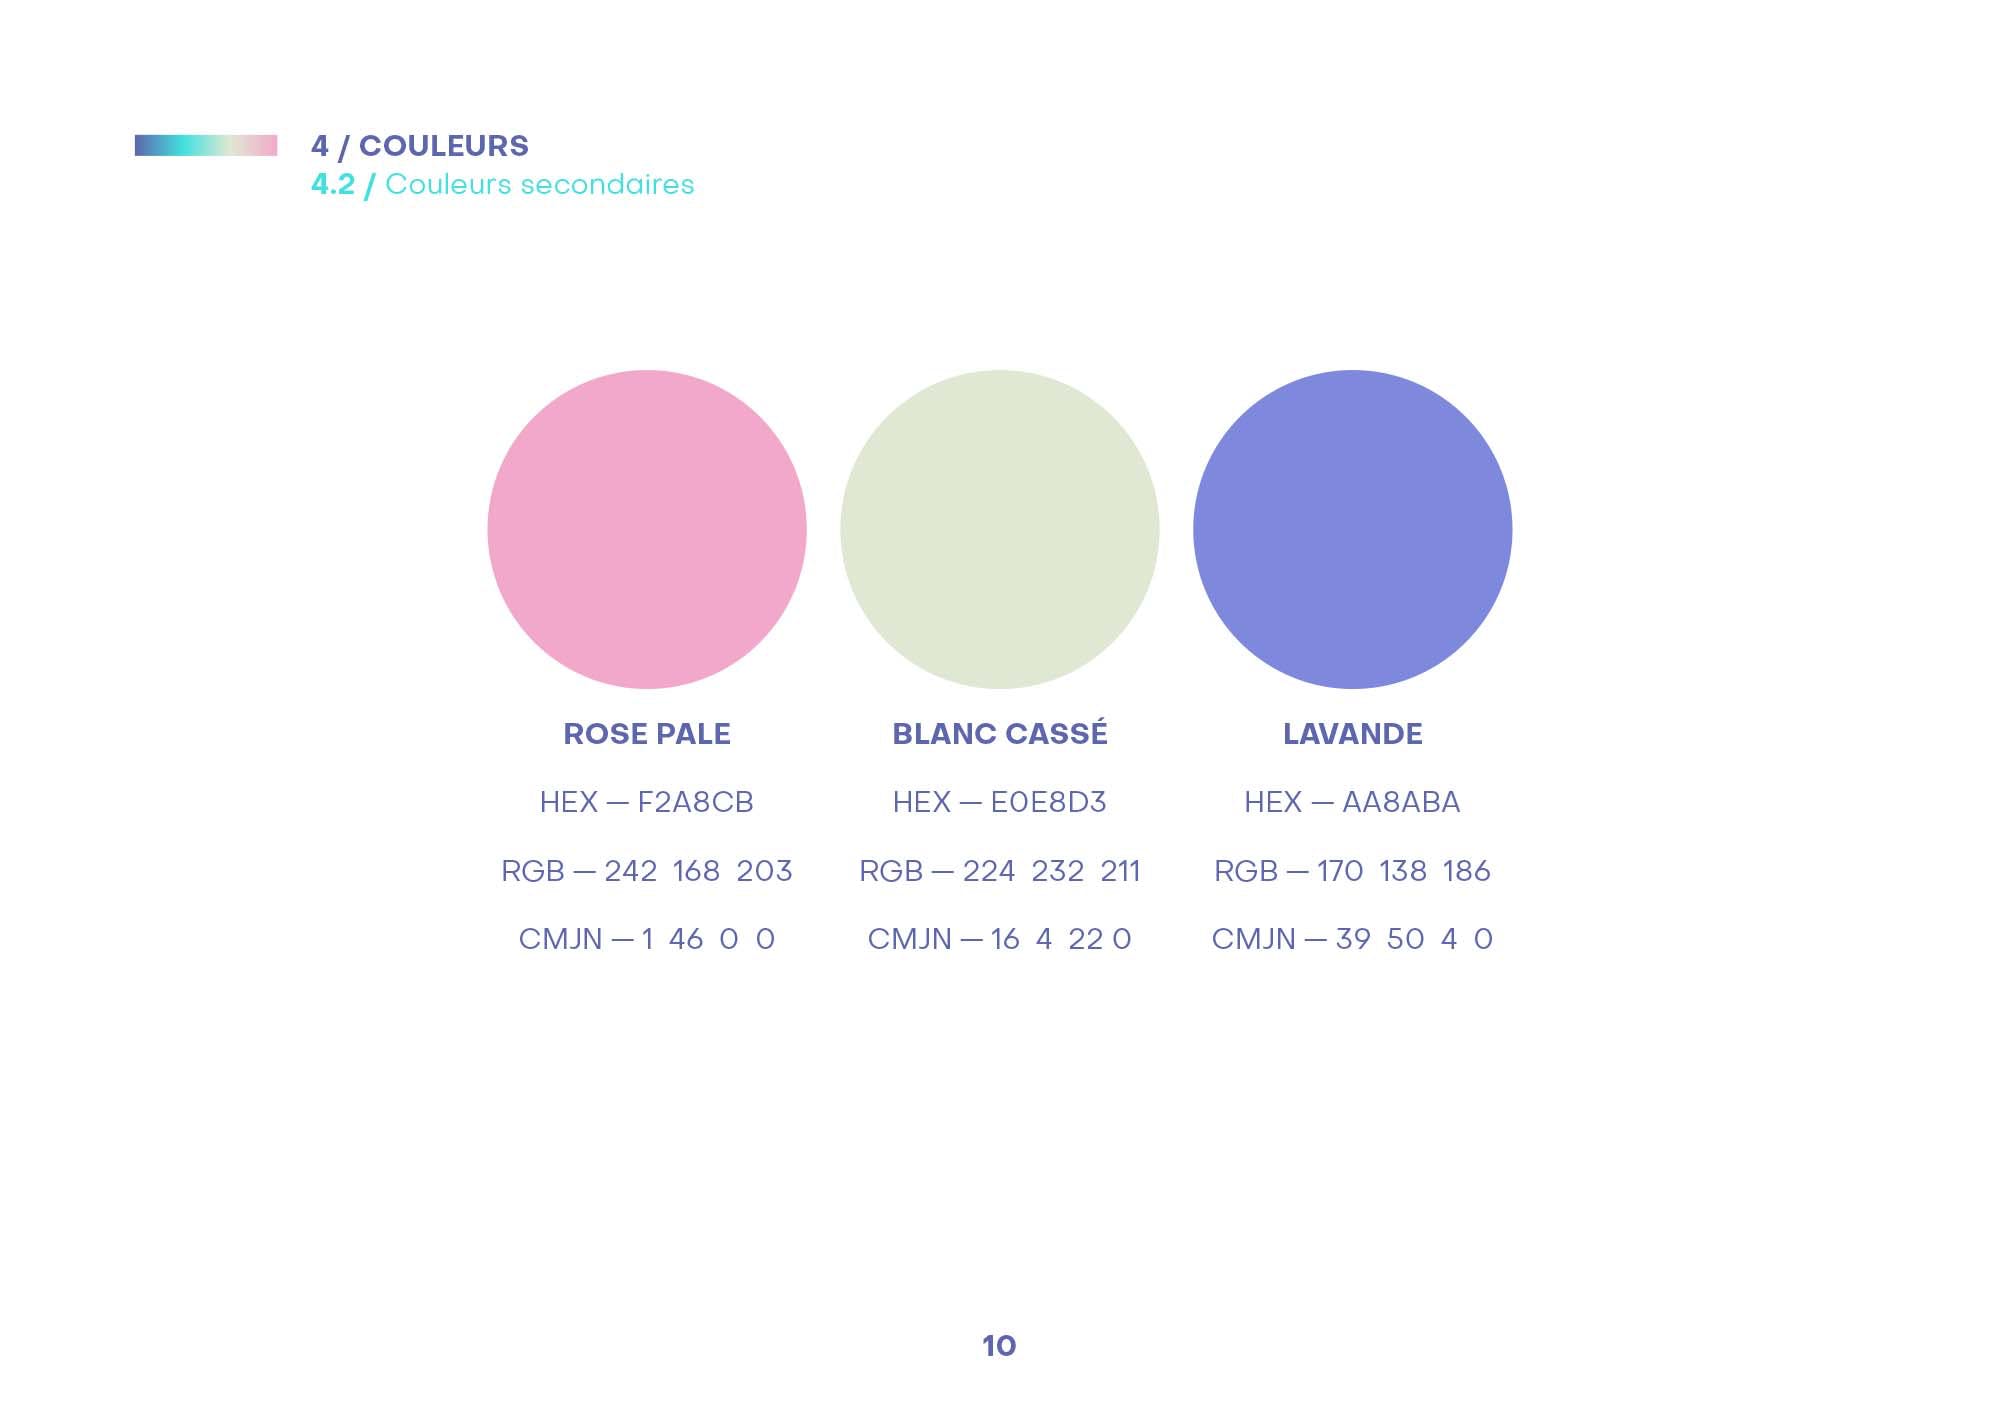 4 / COULEURS
4.2 / Couleurs secondaires
ROSE PALE
HEX — F2A8CB
RGB — 242 168 203
CMJN — 1 46 0 0
BLANC CASSÉ
HEX — E0E8D3
RGB — 224 232 211
CMJN — 16 4 22 0
LAVANDE
HEX — AA8ABA
RGB — 170 138 186
CMJN — 39 50 4 0
10